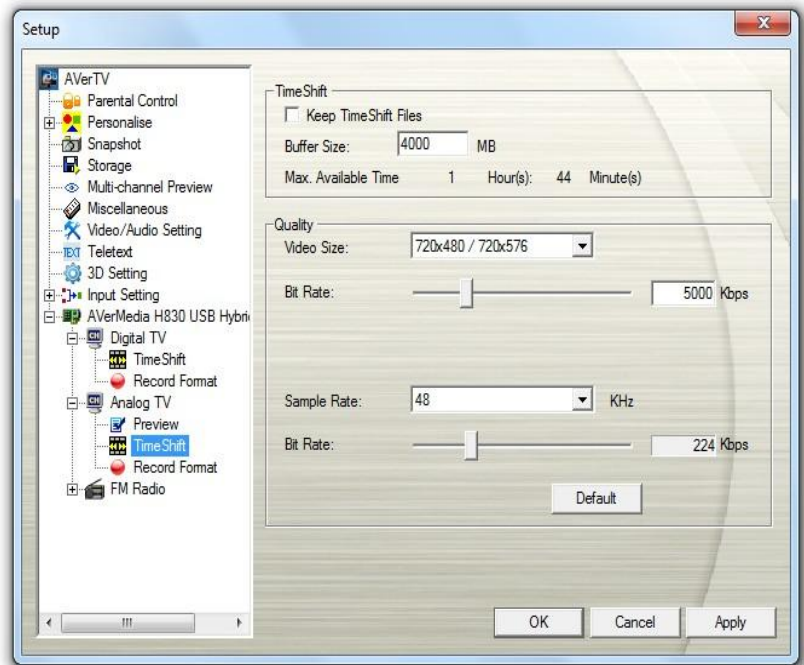 Setup
X
AVerTV
Parental Control
Personalise
Snapshot
Storage
Multi-channel Preview
Miscellaneous
Video/Audio Setting
TEXT Teletext
3D Setting
Input Setting
AVerMedia H830 USB Hybri
CH Digital TV
TimeShift
Record Format
CH Analog TV
Preview
TimeShift
Record Format
FM Radio
TimeShift
Keep TimeShift Files
Buffer Size: 4000 MB
Max. Available Time 1 Hour(s): 44 Minute(s)
Quality
Video Size: 720x480 / 720x576
Bit Rate: 5000 Kbps
Sample Rate: 48 KHz
Bit Rate: 224 Kbps
Default
OK Cancel Apply